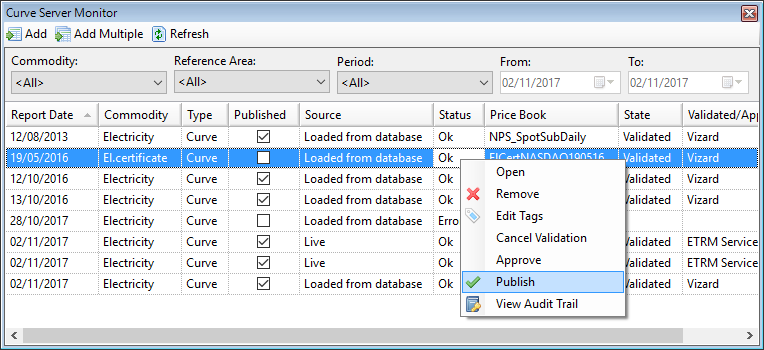 Curve Server Monitor
Add Add Multiple Refresh
Commodity: Reference Area: Period: From: To:
<All> <All> <All> 02/11/2017 02/11/2017
Report Date Commodity Type Published Source Status Price Book State Validated/App
12/08/2013 Electricity Curve Loaded from database Ok NPS_SpotSubDaily Validated Vizard
19/05/2016 El.certificate Curve Loaded from database Ok ElCertNASDAQ190516 Validated Vizard
12/10/2016 Electricity Curve Loaded from database Ok Validated Vizard
13/10/2016 Electricity Curve Loaded from database Ok Validated Vizard
28/10/2017 Electricity Curve Loaded from database Erro
02/11/2017 Electricity Curve Live Ok Validated ETRM Service
02/11/2017 Electricity Curve Live Ok Validated ETRM Service
02/11/2017 Electricity Curve Loaded from database Ok Validated Vizard
Open
Remove
Edit Tags
Cancel Validation
Approve
Publish
View Audit Trail